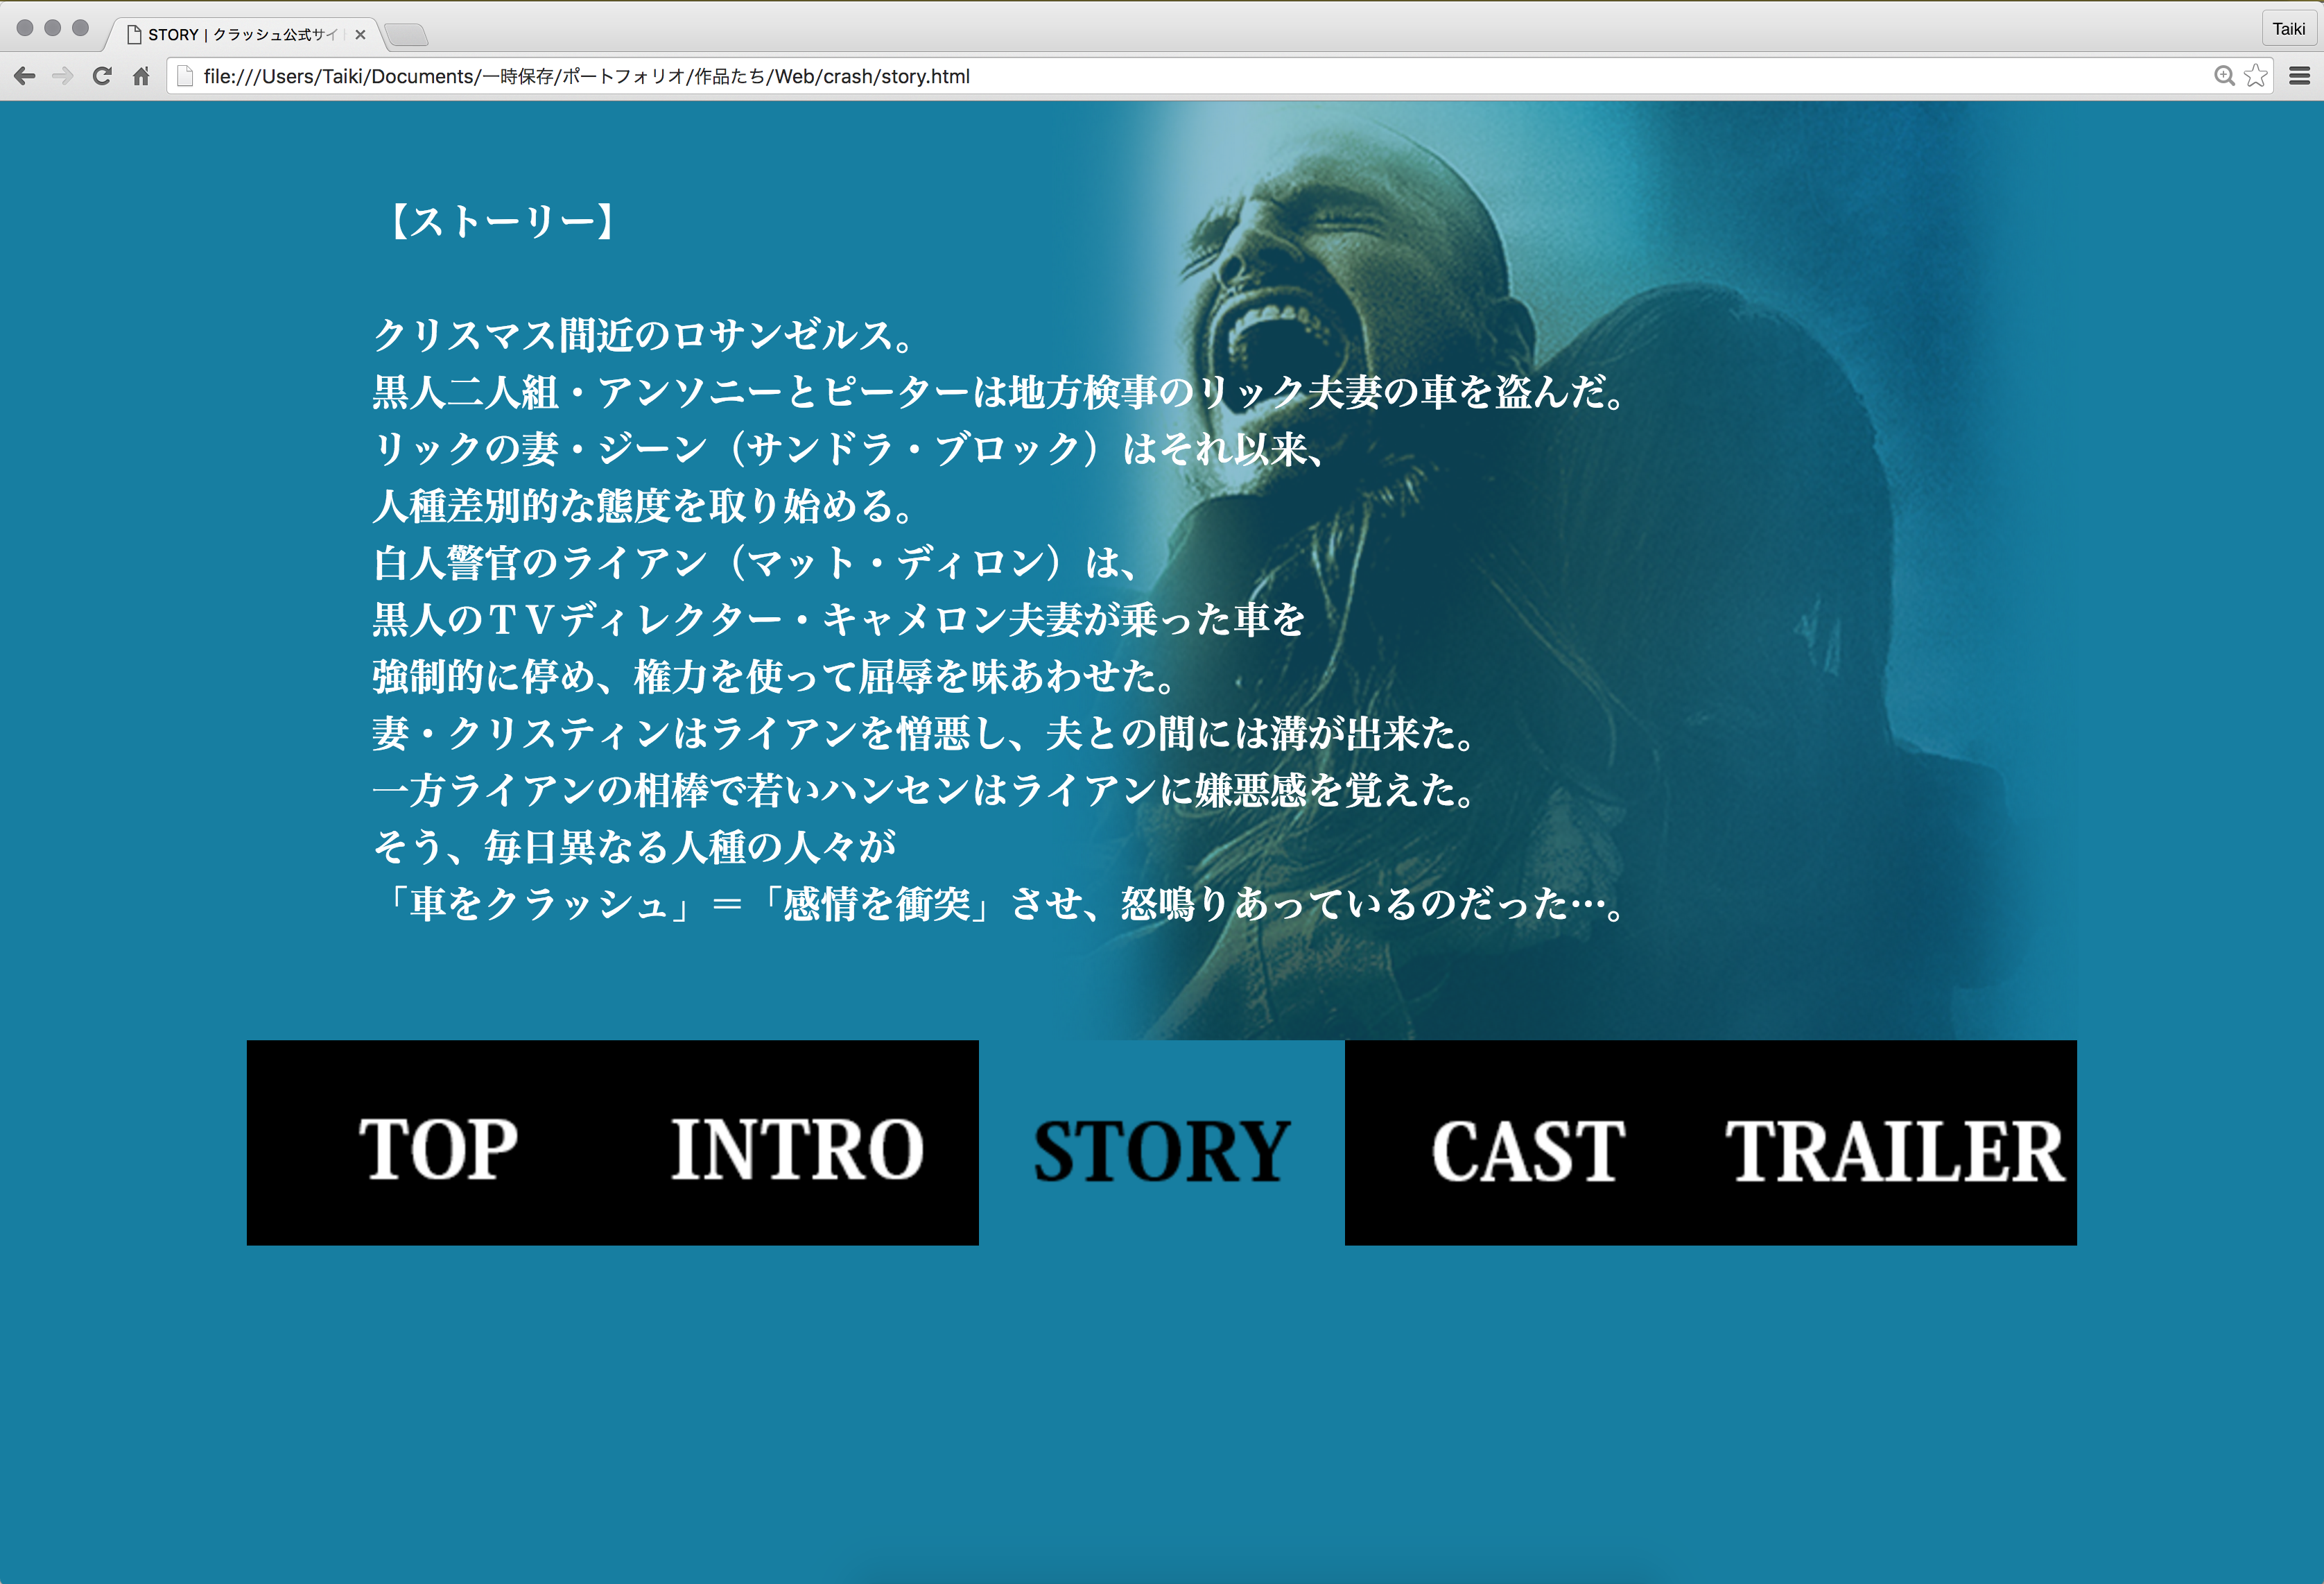 STORY | クラッシュ公式サイ
Taiki
file:///Users/Taiki/Documents/一時保存/ポートフォリオ/作品たち/Web/crash/story.html
【ストーリー】
クリスマス間近のロサンゼルス。
黒人二人組・アンソニーとピーターは地方検事のリック夫妻の車を盗んだ。
リックの妻・ジーン（サンドラ・ブロック）はそれ以来、
人種差別的な態度を取り始める。
白人警官のライアン（マット・ディロン）は、
黒人のＴＶディレクター・キャメロン夫妻が乗った車を
強制的に停め、権力を使って屈辱を味あわせた。
妻・クリスティンはライアンを憎悪し、夫との間には溝が出来た。
一方ライアンの相棒で若いハンセンはライアンに嫌悪感を覚えた。
そう、毎日異なる人種の人々が
「車をクラッシュ」＝「感情を衝突」させ、怒鳴りあっているのだった…。
TOP INTRO STORY CAST TRAILER